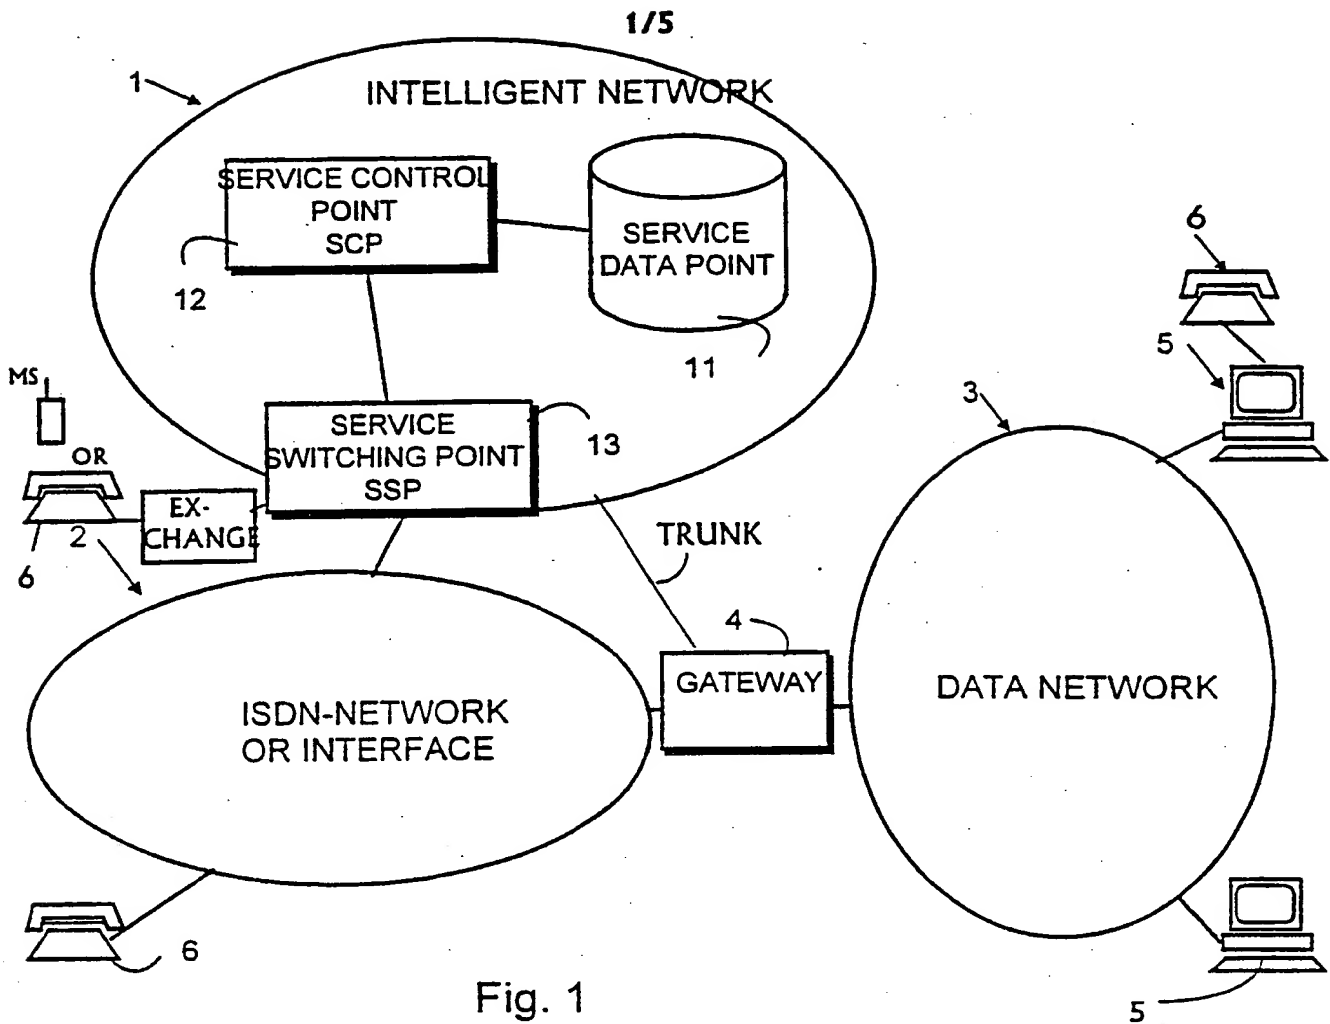 1/5
1
INTELLIGENT NETWORK
SERVICE CONTROL
POINT
SCP
SERVICE
DATA POINT
12
11
6
5
MS
OR
SERVICE
SWITCHING POINT
SSP
13
3
EX-
CHANGE
6
2
TRUNK
4
GATEWAY
DATA NETWORK
ISDN-NETWORK
OR INTERFACE
6
5
Fig. 1